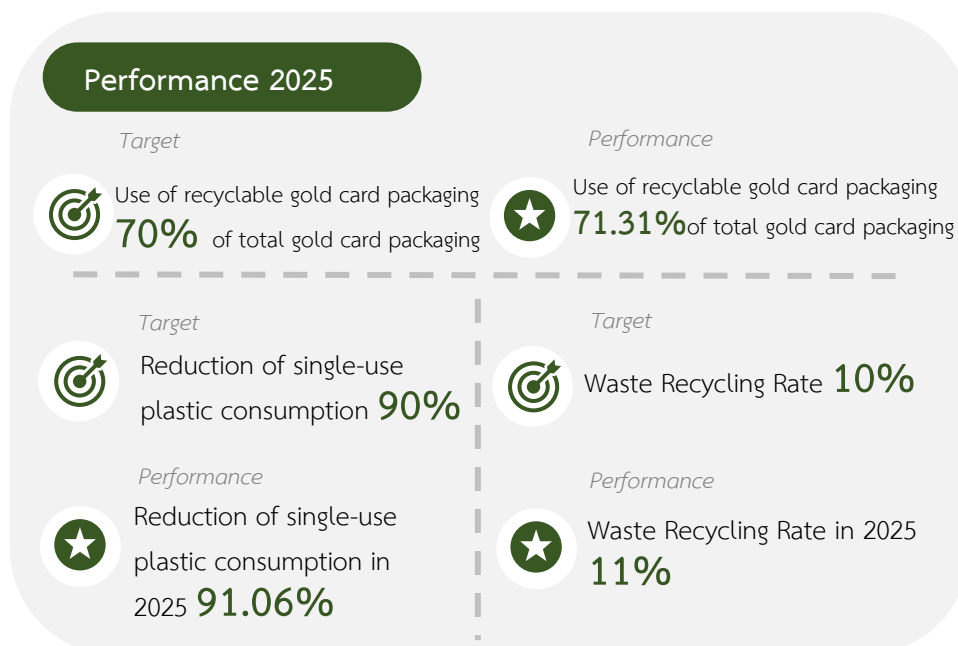 Performance 2025
Target
Use of recyclable gold card packaging
70% of total gold card packaging
Performance
Use of recyclable gold card packaging
71.31%of total gold card packaging
Target
Reduction of single-use
plastic consumption 90%
Performance
Reduction of single-use
plastic consumption in
2025 91.06%
Target
Waste Recycling Rate 10%
Performance
Waste Recycling Rate in 2025
11%